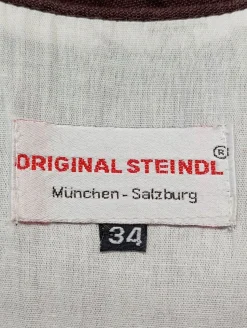 ®
ORIGINAL STEINDL
München - Salzburg
34